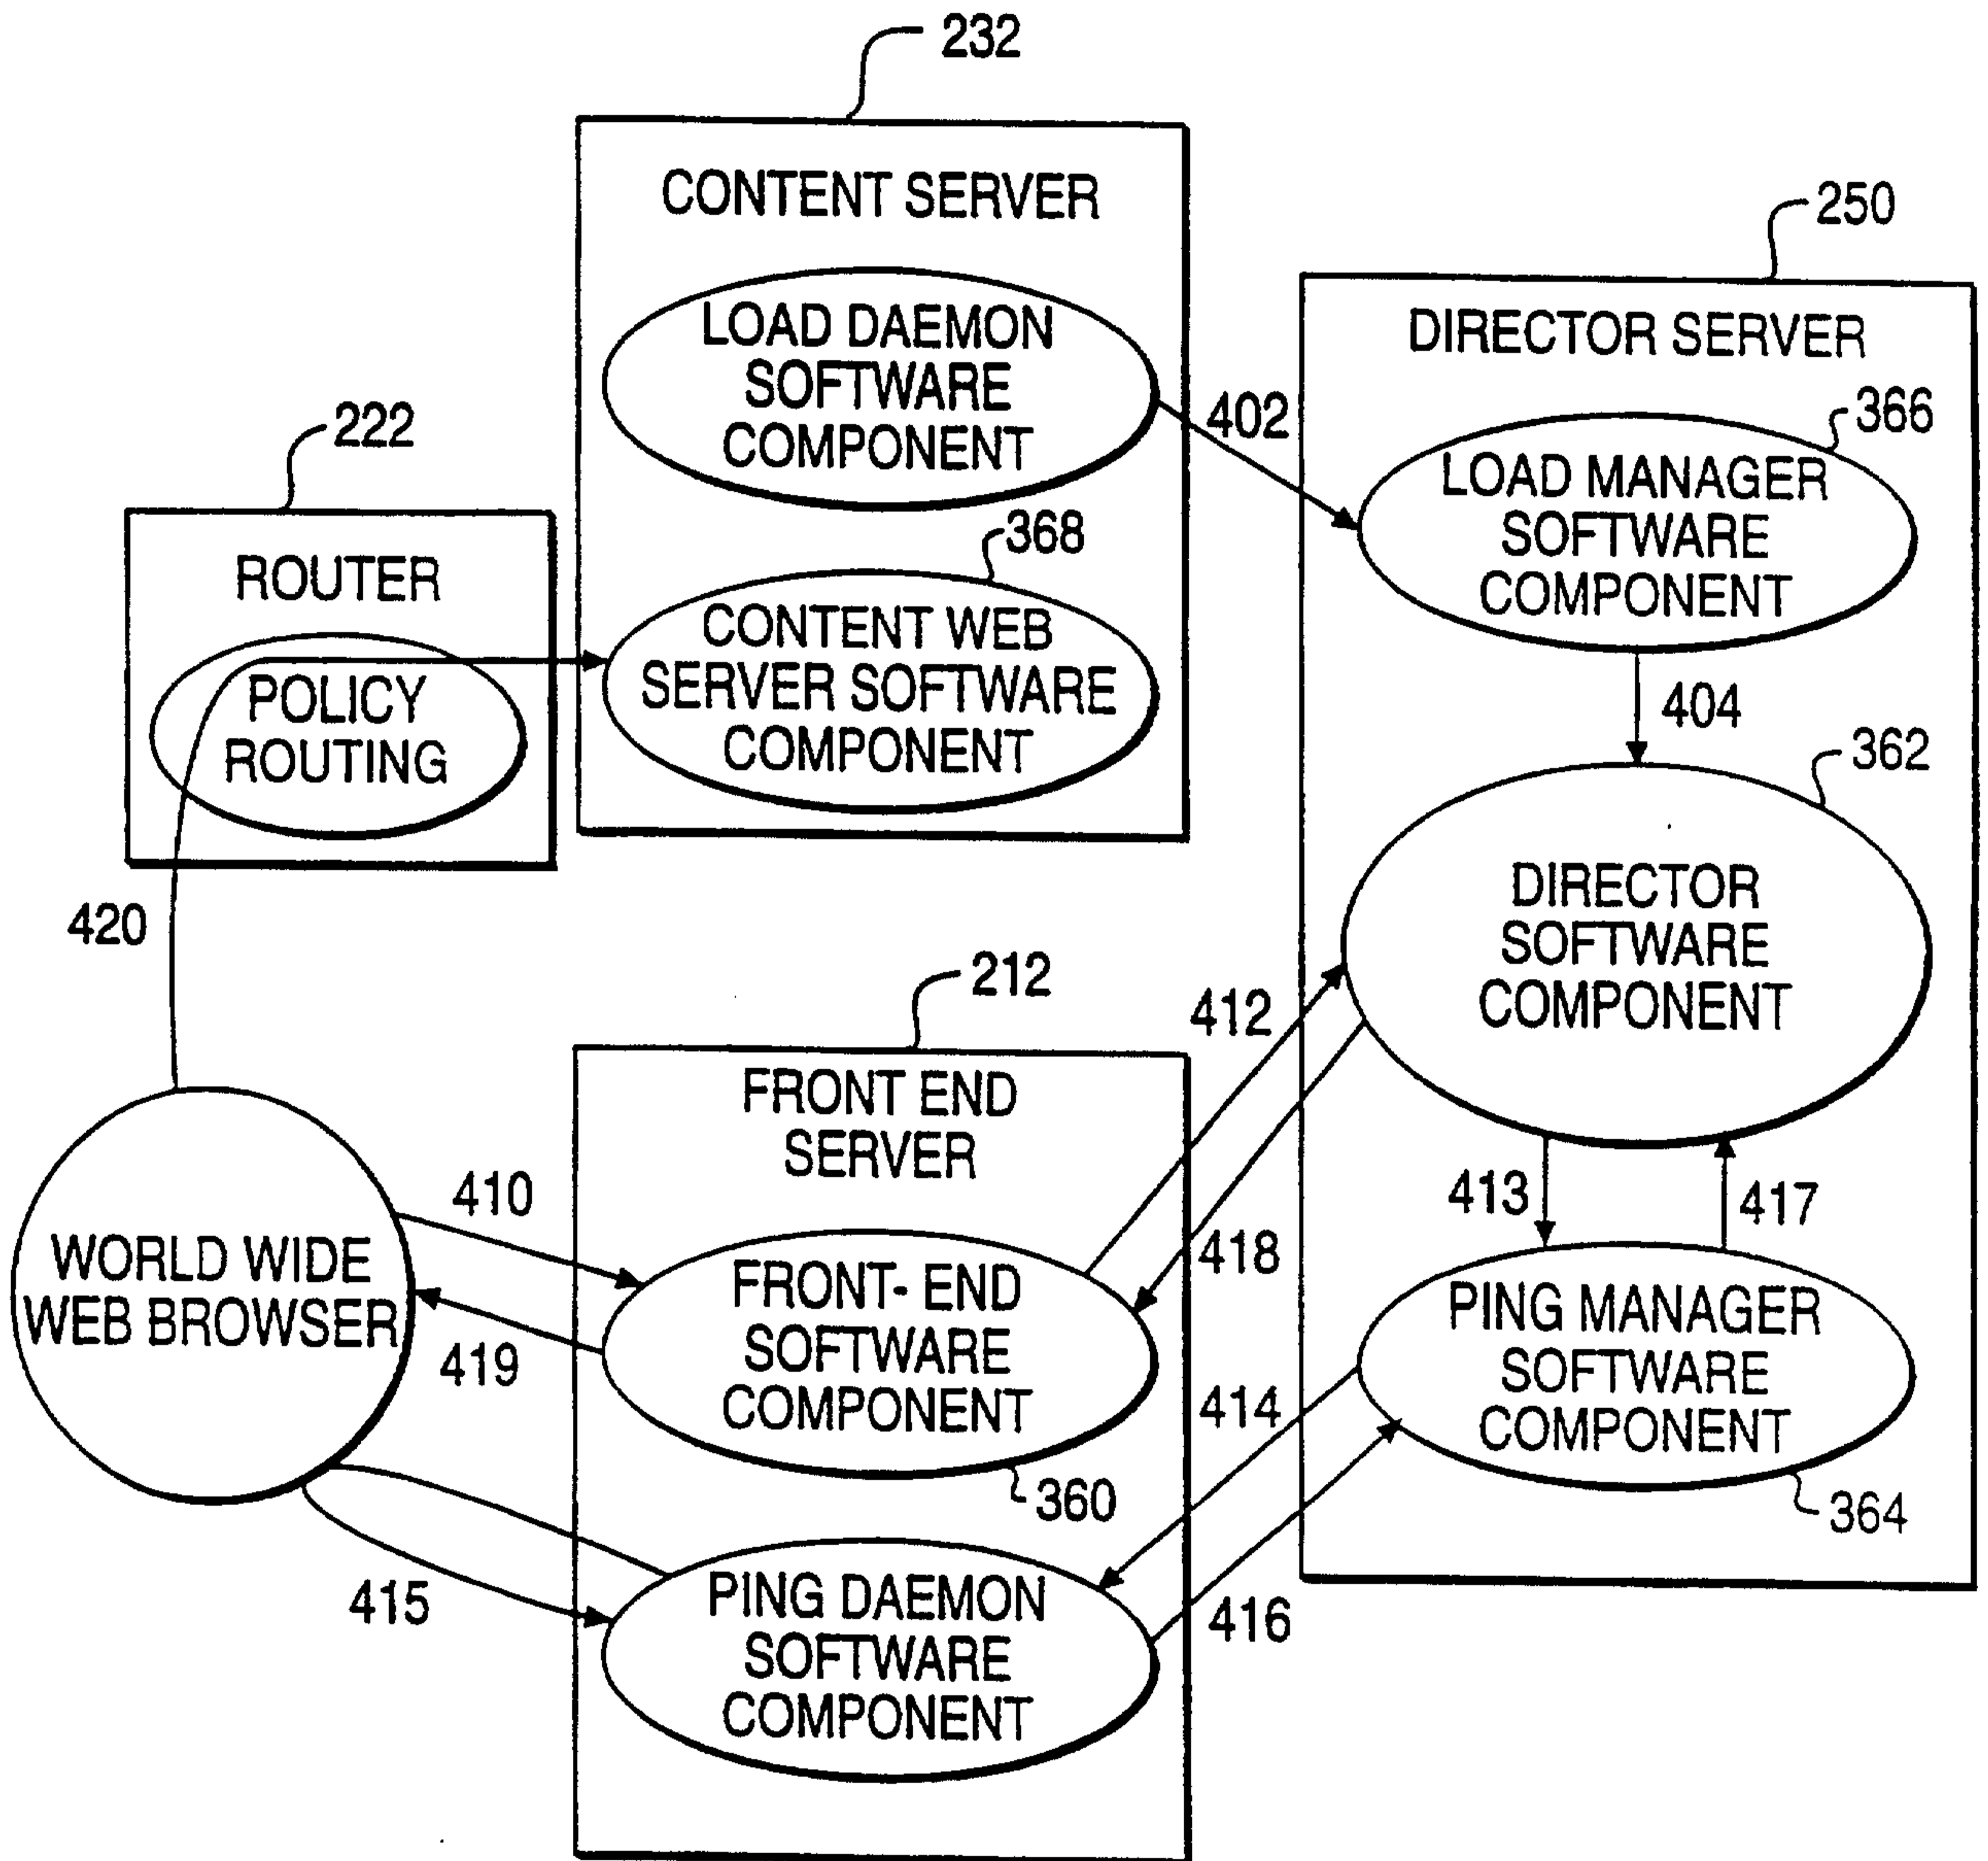 232
CONTENT SERVER
250
LOAD DAEMON
SOFTWARE
COMPONENT
DIRECTOR SERVER
402
366
222
LOAD MANAGER
SOFTWARE
COMPONENT
368
ROUTER
CONTENT WEB
SERVER SOFTWARE
COMPONENT
POLICY
ROUTING
404
362
DIRECTOR
SOFTWARE
COMPONENT
420
212
412
FRONT END
SERVER
410
413
417
418
WORLD WIDE
WEB BROWSER
FRONT- END
SOFTWARE
COMPONENT
PING MANAGER
SOFTWARE
COMPONENT
419
414
360
364
PING DAEMON
SOFTWARE
COMPONENT
415
416